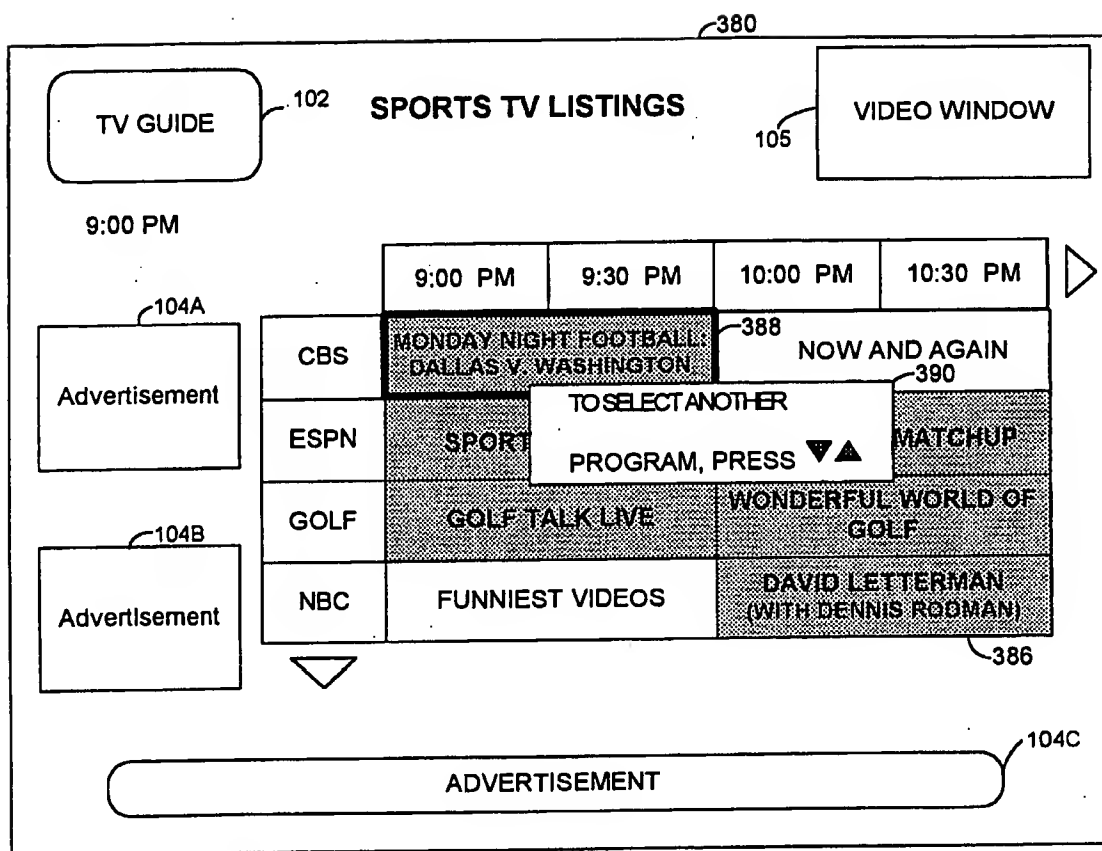 380
TV GUIDE
102
SPORTS TV LISTINGS
105
VIDEO WINDOW
9:00 PM
9:00 PM 9:30 PM 10:00 PM 10:30 PM
104A
Advertisement
CBS
MONDAY NIGHT FOOTBALL:
DALLAS V. WASHINGTON
388
NOW AND AGAIN
390
TO SELECT ANOTHER
PROGRAM, PRESS ▼▲
ESPN
SPORT
MATCHUP
GOLF
GOLF TALK LIVE
WONDERFUL WORLD OF
GOLF
104B
Advertisement
NBC
FUNNIEST VIDEOS
DAVID LETTERMAN
(WITH DENNIS RODMAN)
386
104C
ADVERTISEMENT